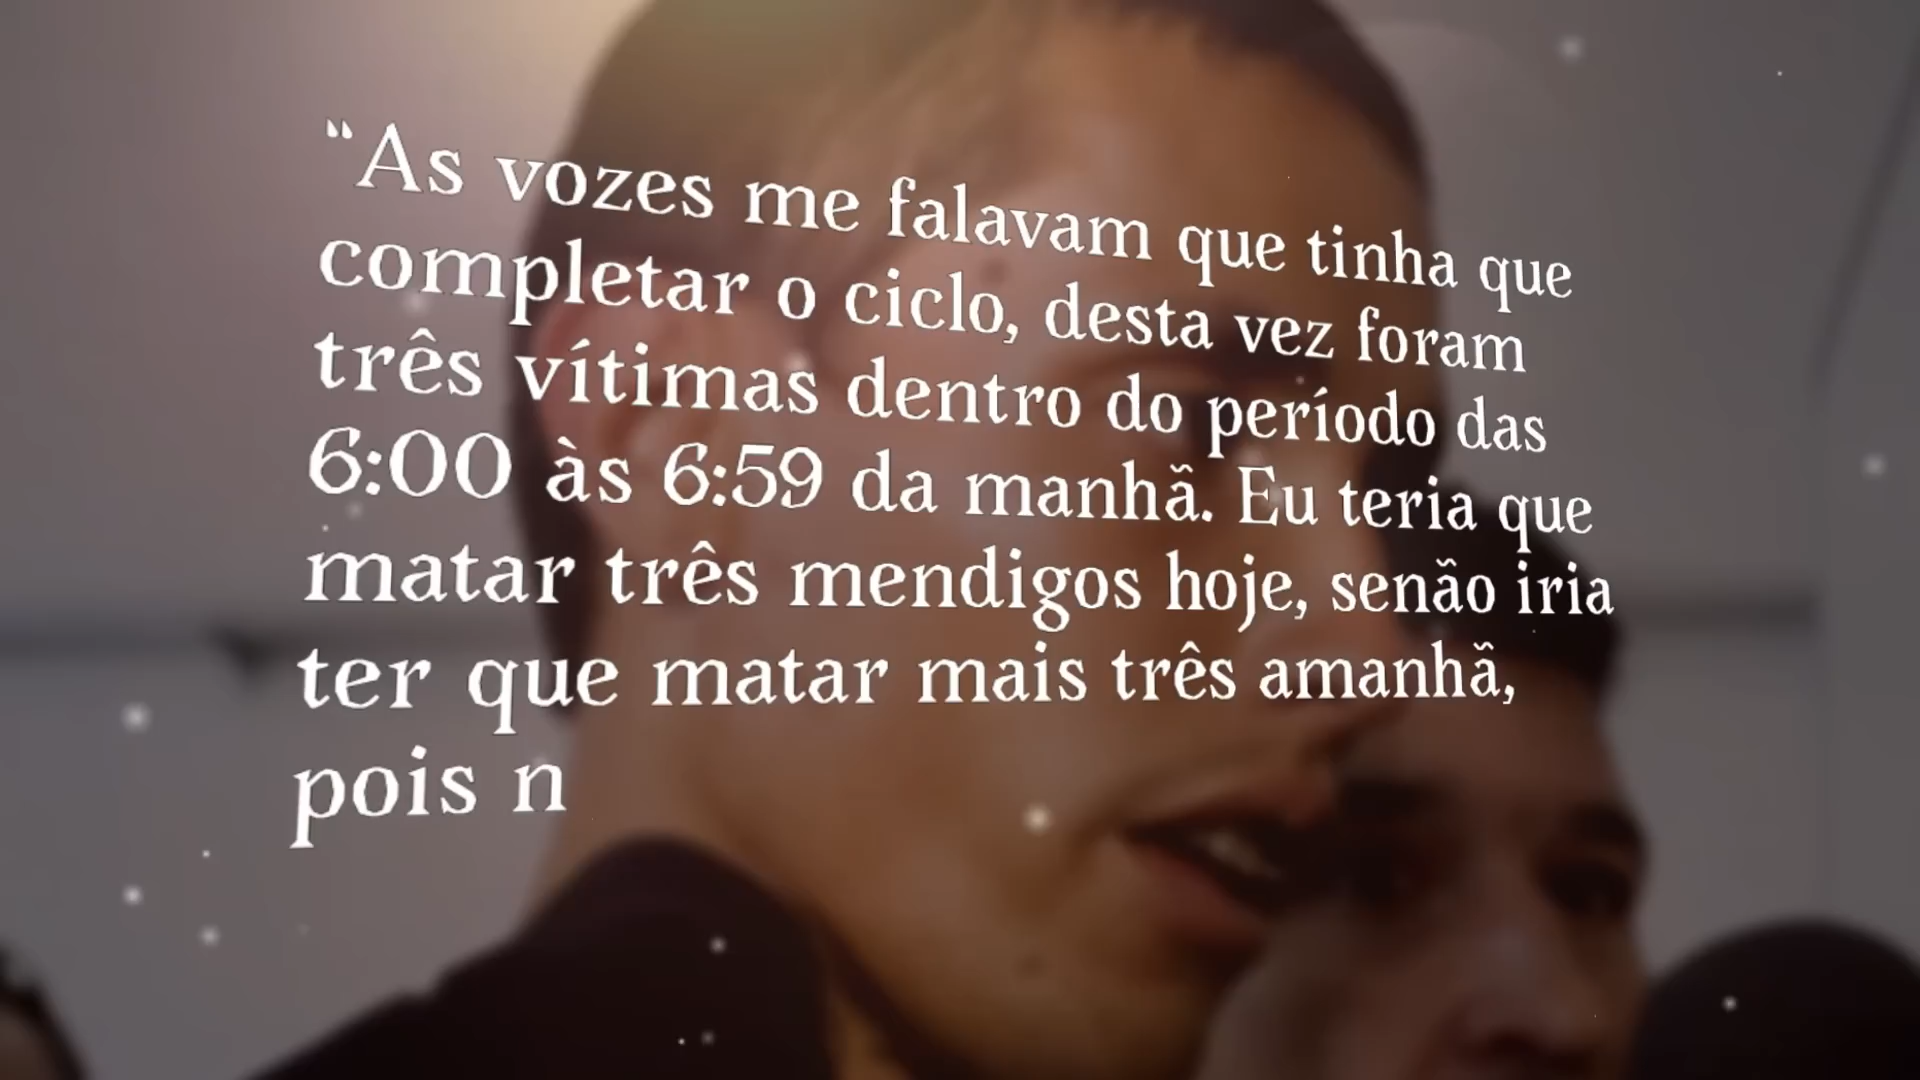 “As vozes me falavam que tinha que
completar o ciclo, desta vez foram
três vítimas dentro do período das
6:00 às 6:59 da manhã. Eu teria que
matar três mendigos hoje, senão iria
ter que matar mais três amanhã,
pois n